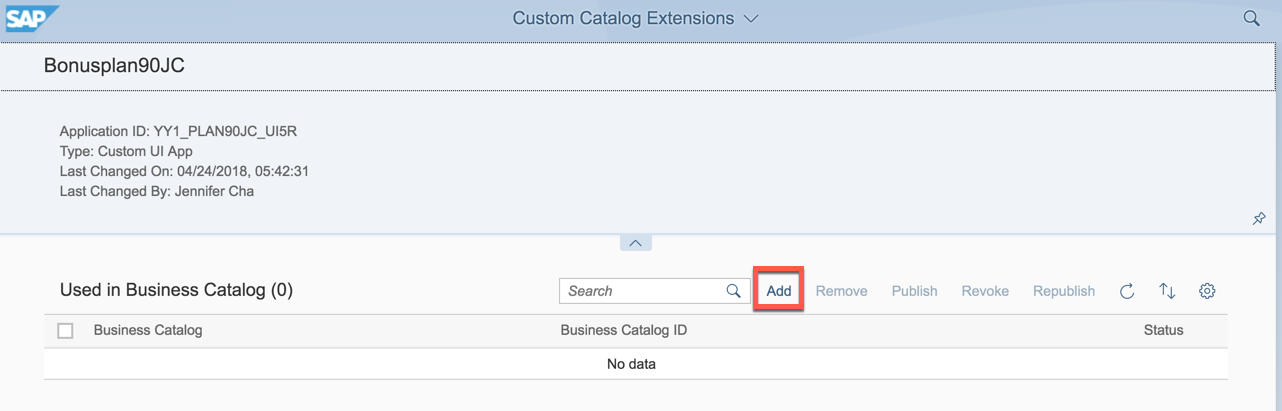 SAP Custom Catalog Extensions
Bonusplan90JC
Application ID: YY1_PLAN90JC_UI5R
Type: Custom UI App
Last Changed On: 04/24/2018, 05:42:31
Last Changed By: Jennifer Cha
Used in Business Catalog (0) Search Add Remove Publish Revoke Republish
Business Catalog Business Catalog ID Status
No data